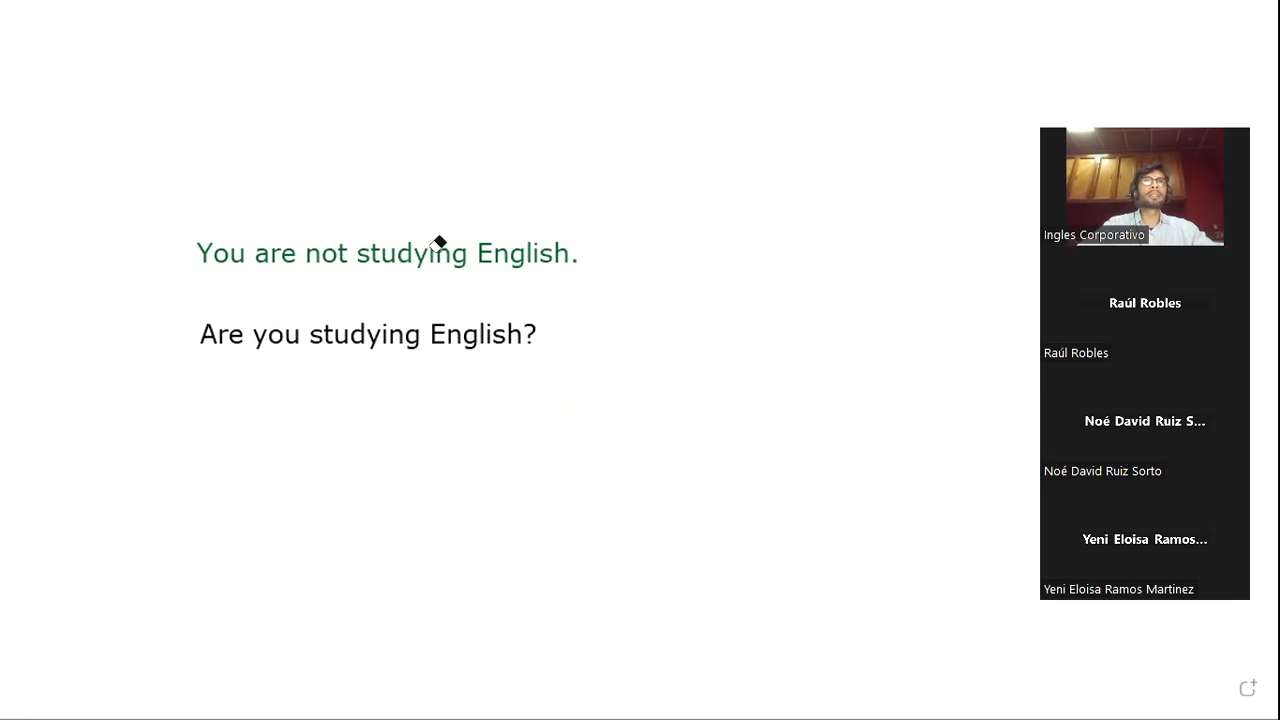 You are not studying English.
Are you studying English?
Ingles Corporativo
Raúl Robles
Raúl Robles
Noé David Ruiz S...
Noé David Ruiz Sorto
Yeni Eloisa Ramos...
Yeni Eloisa Ramos Martinez